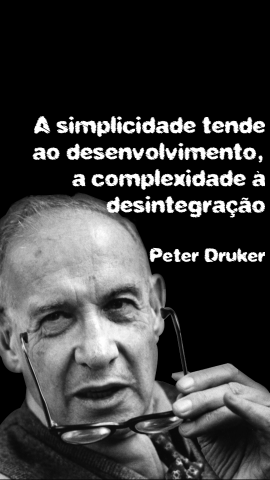 A simplicidade tende
ao desenvolvimento,
a complexidade à
desintegração
Peter Druker